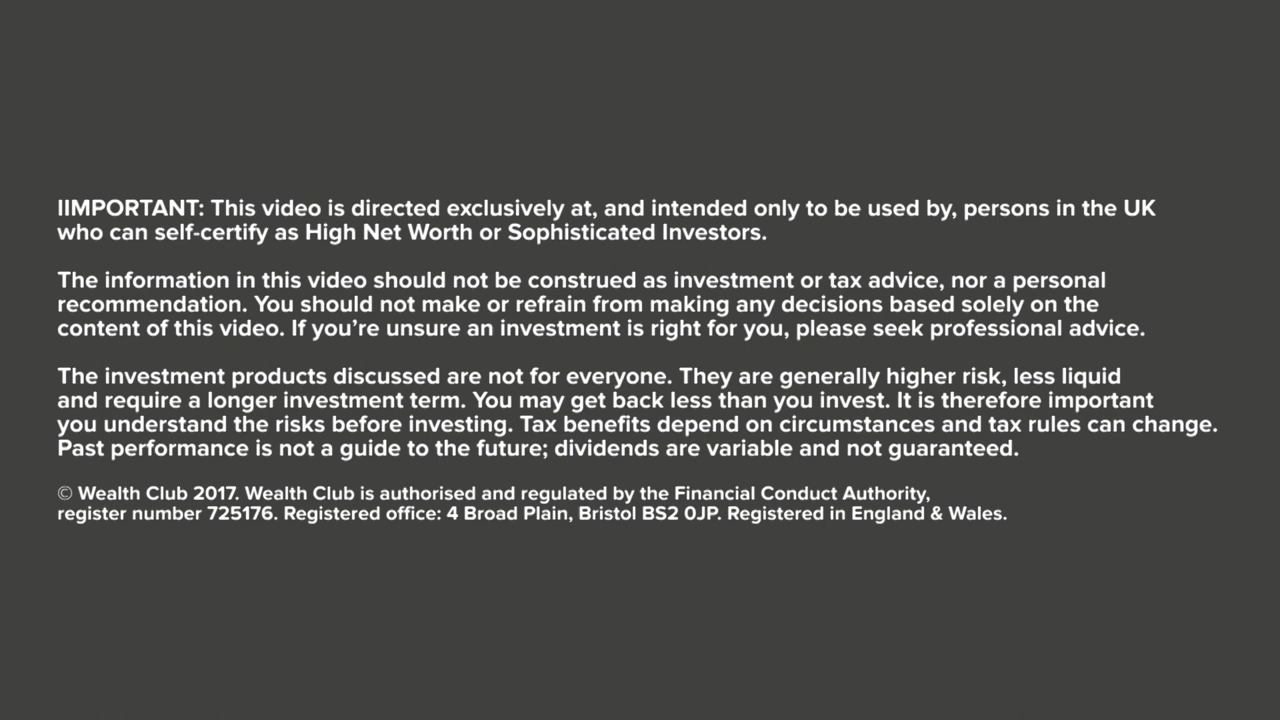 IIMPORTANT: This video is directed exclusively at, and intended only to be used by, persons in the UK
who can self-certify as High Net Worth or Sophisticated Investors.
The information in this video should not be construed as investment or tax advice, nor a personal
recommendation. You should not make or refrain from making any decisions based solely on the
content of this video. If you’re unsure an investment is right for you, please seek professional advice.
The investment products discussed are not for everyone. They are generally higher risk, less liquid
and require a longer investment term. You may get back less than you invest. It is therefore important
you understand the risks before investing. Tax benefits depend on circumstances and tax rules can change.
Past performance is not a guide to the future; dividends are variable and not guaranteed.
© Wealth Club 2017. Wealth Club is authorised and regulated by the Financial Conduct Authority,
register number 725176. Registered office: 4 Broad Plain, Bristol BS2 0JP. Registered in England & Wales.